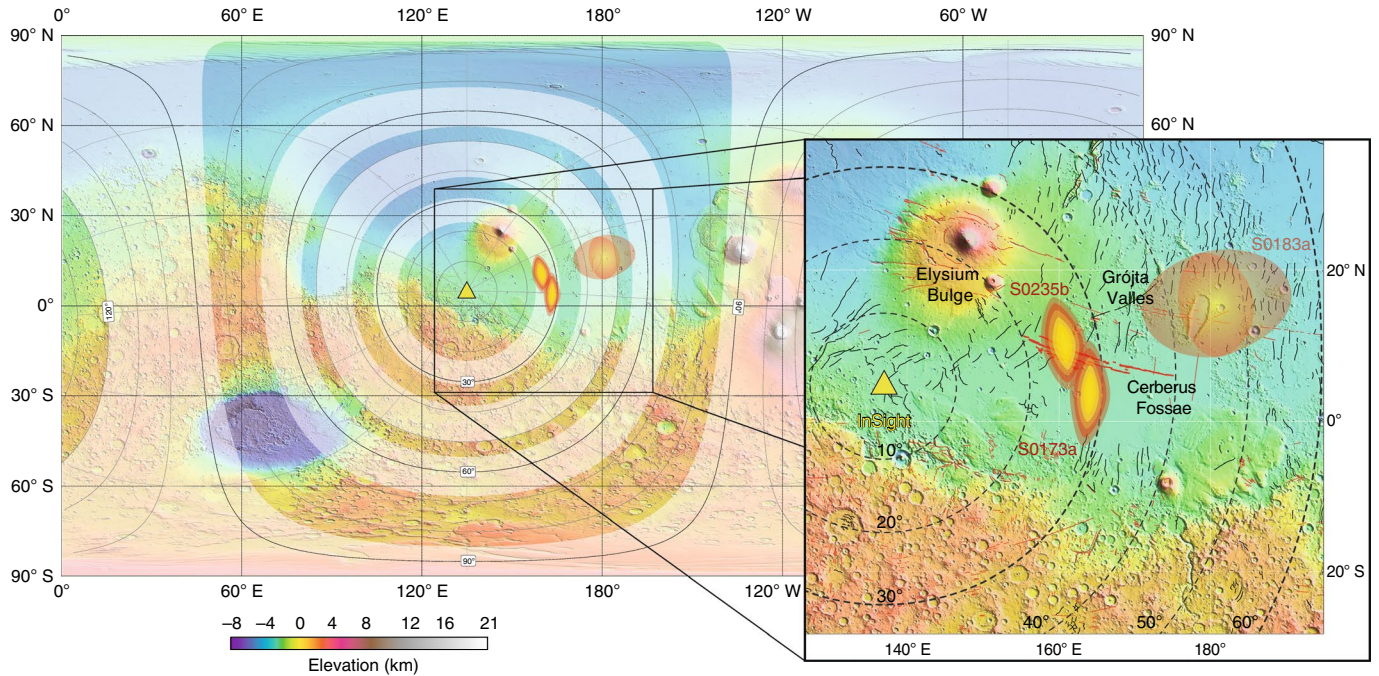 0° 60° E 120° E 180° 120° W 60° W
90° N 90° N
60° N 60° N
30° N
0°
30° S
60° S
90° S
120°
90°
30°
60°
90°
0° 60° E 120° E 180° 120° W
–8 –4 0 4 8 12 16 21
Elevation (km)
S0183a
Elysium
Bulge
S0235b
Grójta
Valles
20° N
Cerberus
Fossae
InSight
0°
S0173a
10°
20°
20° S
30°
40° 50° 60°
140° E 160° E 180°